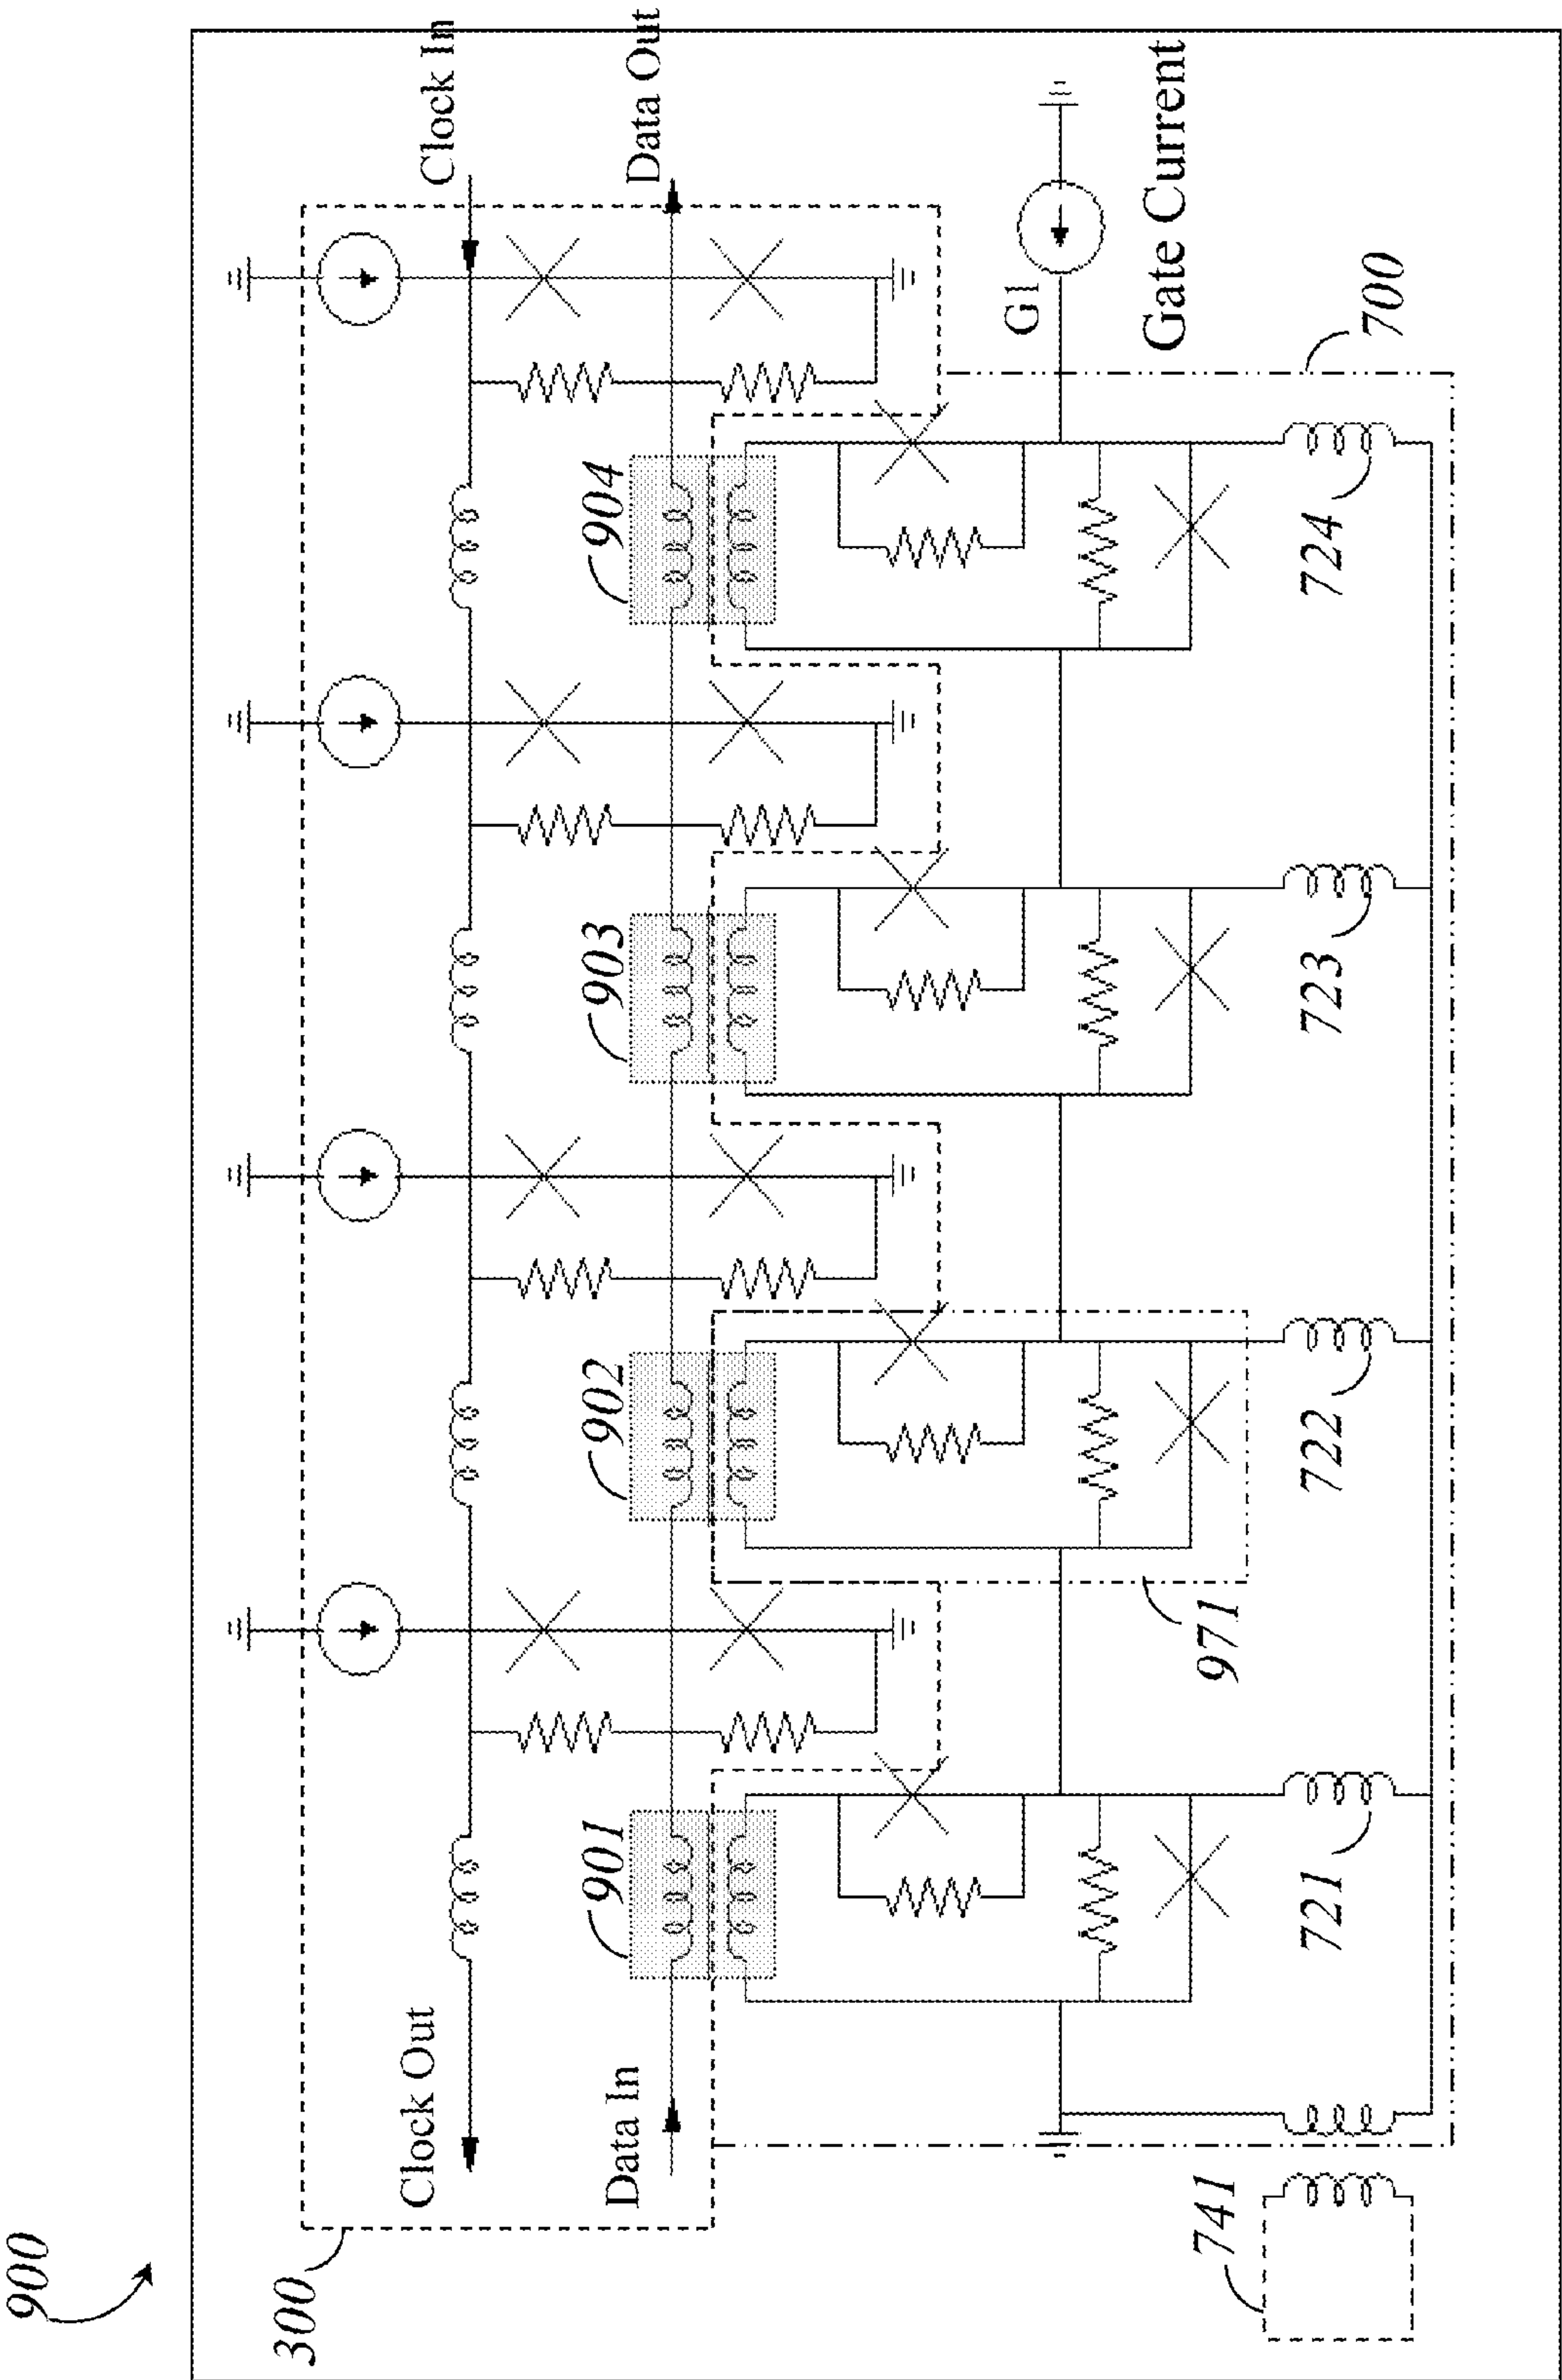 900
300
Clock Out
Clock In
Data In
Data Out
901
902
903
904
G1
Gate Current
971
700
741
721
722
723
724